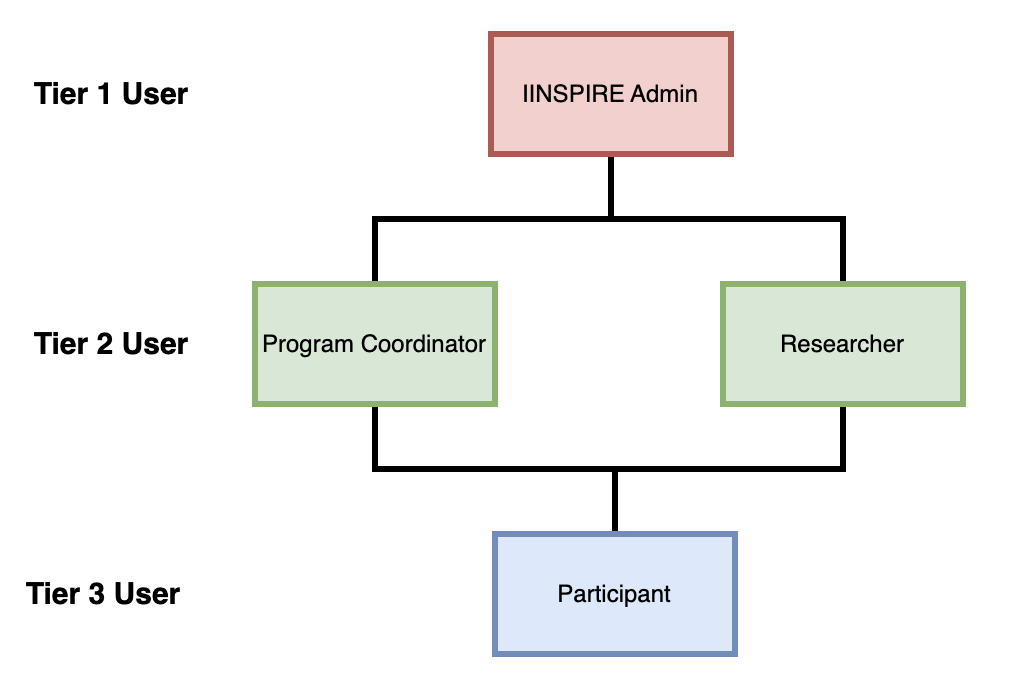 Tier 1 User
IINSPIRE Admin
Tier 2 User
Program Coordinator
Researcher
Tier 3 User
Participant